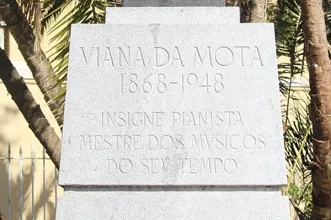 VIANA DA MOTA
1868-1948
INSIGNE PIANISTA
MESTRE DOS MVSICOS
DO SEV TEMPO